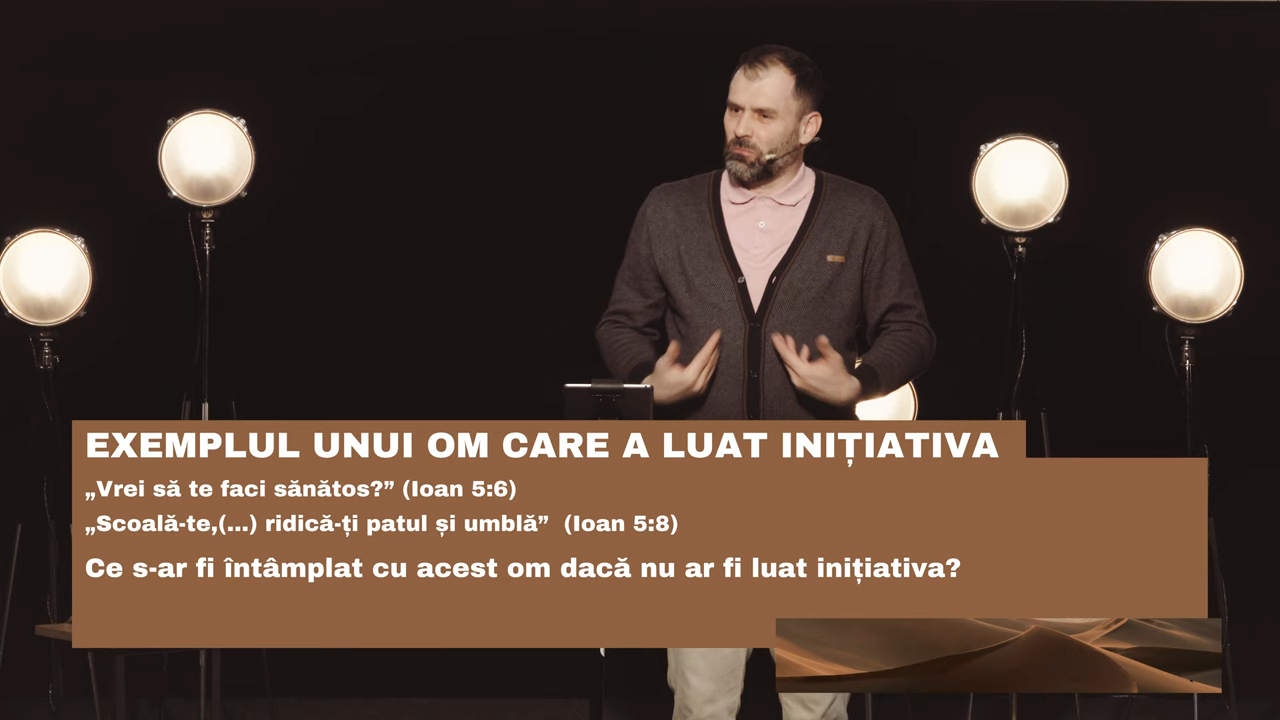 EXEMPLUL UNUI OM CARE A LUAT INIȚIATIVA
„Vrei să te faci sănătos?” (Ioan 5:6)
„Scoală-te,(...) ridică-ți patul și umblă” (Ioan 5:8)
Ce s-ar fi întâmplat cu acest om dacă nu ar fi luat inițiativa?